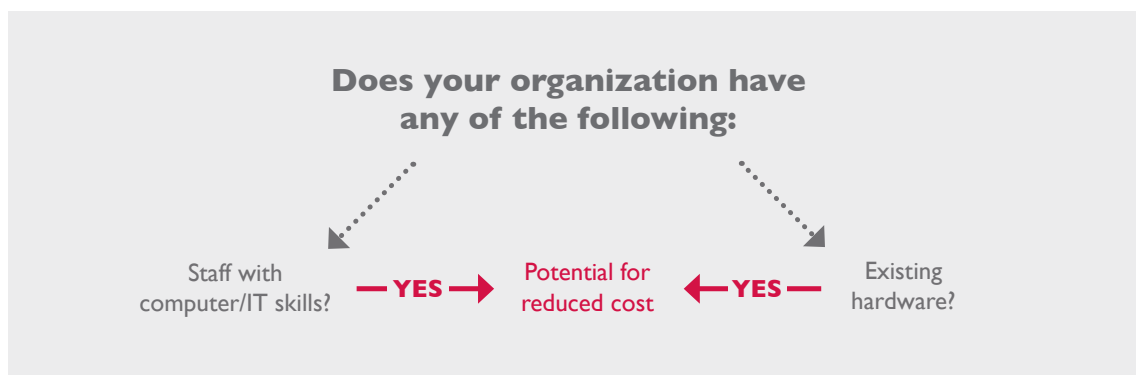 Does your organization have
any of the following:
Staff with
computer/IT skills?
YES
Potential for
reduced cost
YES
Existing
hardware?